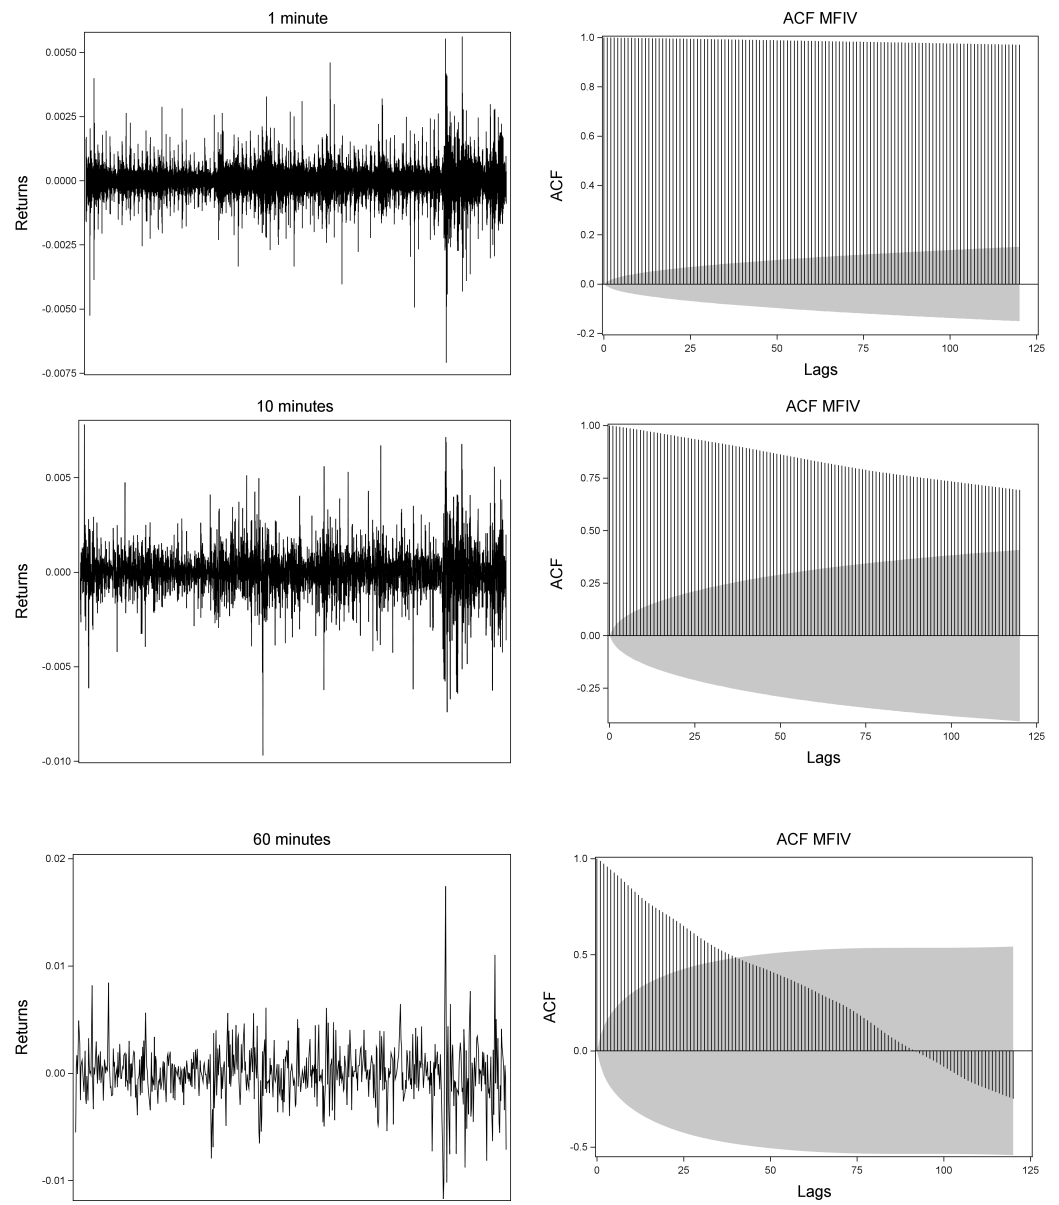 1 minute
0.0050
0.0025
0.0000
-0.0025
-0.0050
-0.0075
Returns
ACF MFIV
1.0
0.8
0.6
0.4
0.2
0.0
-0.2
ACF
0 25 50 75 100 125
Lags
10 minutes
0.005
0.000
-0.005
-0.010
Returns
ACF MFIV
1.00
0.75
0.50
0.25
0.00
-0.25
ACF
0 25 50 75 100 125
Lags
60 minutes
0.02
0.01
0.00
-0.01
Returns
ACF MFIV
1.0
0.5
0.0
-0.5
ACF
0 25 50 75 100 125
Lags